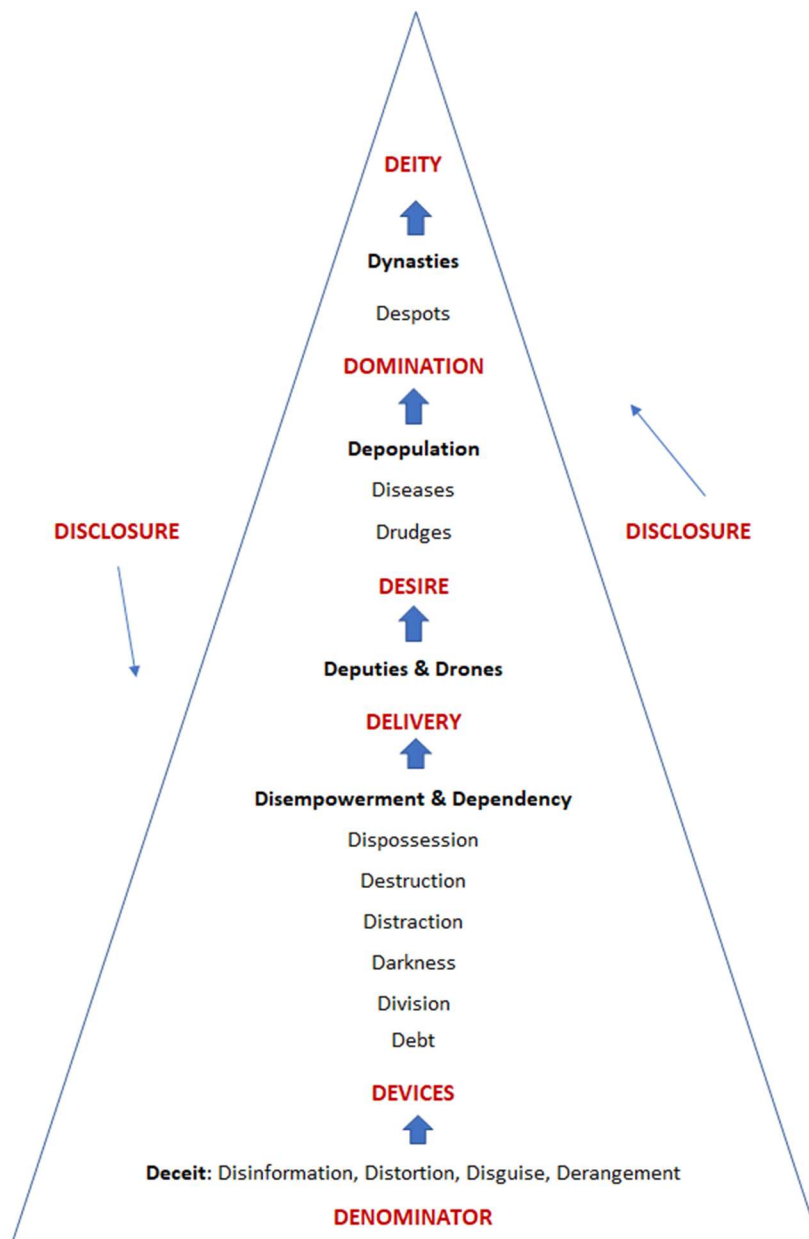 DEITY
Dynasties
Despots
DOMINATION
Depopulation
Diseases
Drudges
DISCLOSURE
DISCLOSURE
DESIRE
Deputies & Drones
DELIVERY
Disempowerment & Dependency
Dispossession
Destruction
Distraction
Darkness
Division
Debt
DEVICES
Deceit: Disinformation, Distortion, Disguise, Derangement
DENOMINATOR